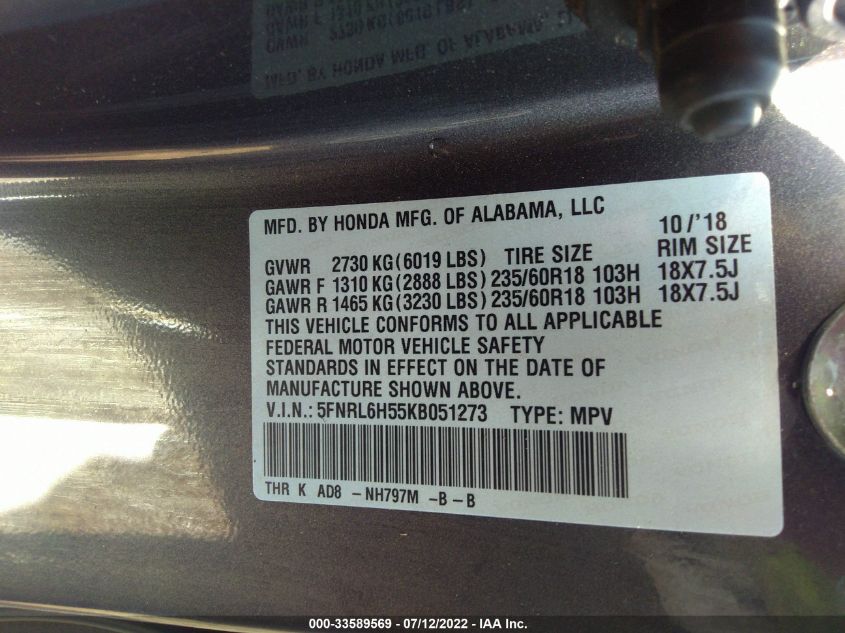 MFD. BY HONDA MFG. OF ALABAMA, LLC 10/'18
GVWR 2730 KG(6019 LBS) TIRE SIZE RIM SIZE
GAWR F 1310 KG(2888 LBS) 235/60R18 103H 18X7.5J
GAWR R 1465 KG(3230 LBS) 235/60R18 103H 18X7.5J
THIS VEHICLE CONFORMS TO ALL APPLICABLE
FEDERAL MOTOR VEHICLE SAFETY
STANDARDS IN EFFECT ON THE DATE OF
MANUFACTURE SHOWN ABOVE.
V.I.N.: 5FNRL6H55KB051273 TYPE: MPV
THR K AD8 -NH797M -B-B
000-33589569 - 07/12/2022 - IAA Inc.